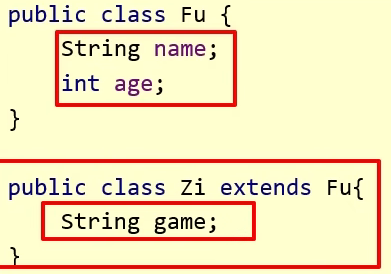 public class Fu {
String name;
int age;
}
public class Zi extends Fu{
String game;
}